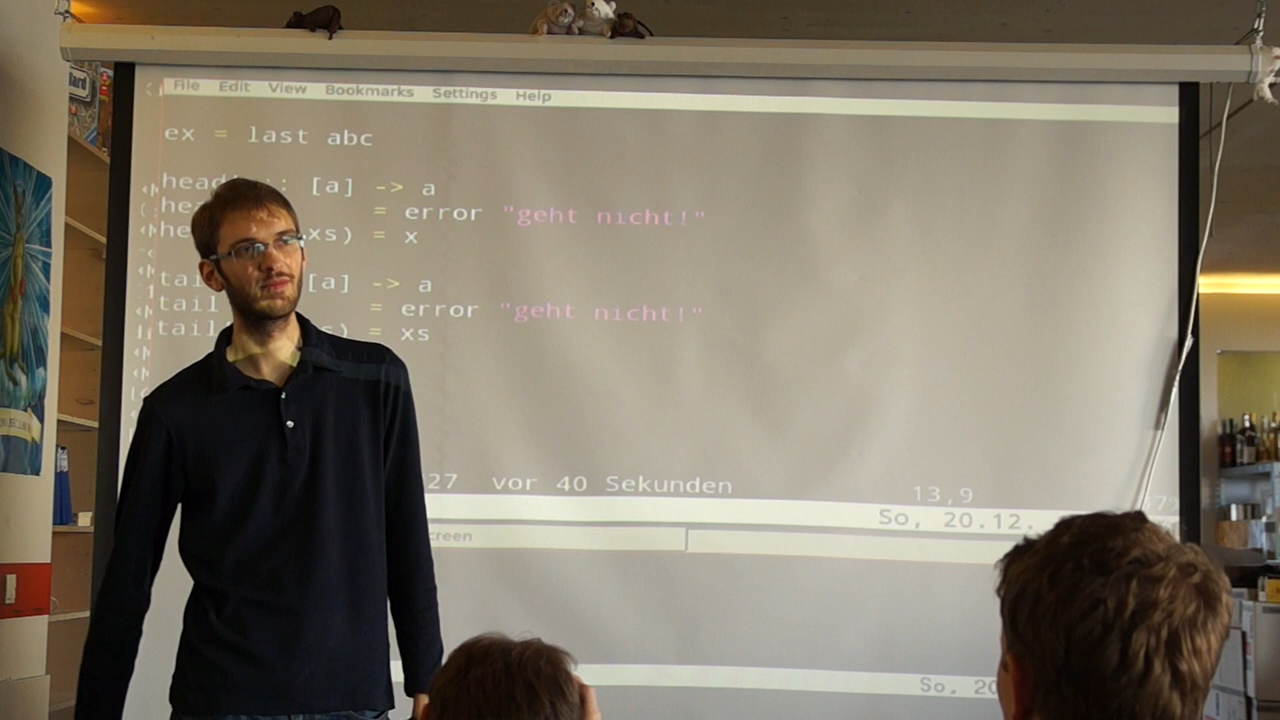 File Edit View Bookmarks Settings Help
ex = last abc
head :: [a] -> a
= error "geht nicht!"
xs) = x
[a] -> a
tail = error "geht nicht!"
tail s) = xs
27 vor 40 Sekunden 13,9
So, 20.12.
So, 20